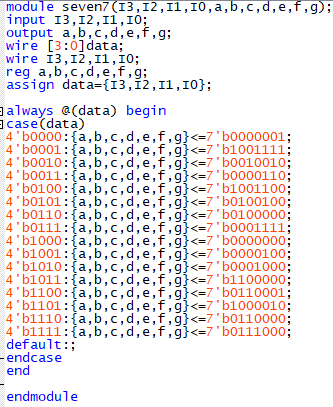 module seven7(I3,I2,I1,I0,a,b,c,d,e,f,g);
input I3,I2,I1,I0;
output a,b,c,d,e,f,g;
wire [3:0]data;
wire I3,I2,I1,I0;
reg a,b,c,d,e,f,g;
assign data={I3,I2,I1,I0};
always @(data) begin
case(data)
4'b0000:{a,b,c,d,e,f,g}<=7'b0000001;
4'b0001:{a,b,c,d,e,f,g}<=7'b1001111;
4'b0010:{a,b,c,d,e,f,g}<=7'b0010010;
4'b0011:{a,b,c,d,e,f,g}<=7'b0000110;
4'b0100:{a,b,c,d,e,f,g}<=7'b1001100;
4'b0101:{a,b,c,d,e,f,g}<=7'b0100100;
4'b0110:{a,b,c,d,e,f,g}<=7'b0100000;
4'b0111:{a,b,c,d,e,f,g}<=7'b0001111;
4'b1000:{a,b,c,d,e,f,g}<=7'b0000000;
4'b1001:{a,b,c,d,e,f,g}<=7'b0000100;
4'b1010:{a,b,c,d,e,f,g}<=7'b0001000;
4'b1011:{a,b,c,d,e,f,g}<=7'b1100000;
4'b1100:{a,b,c,d,e,f,g}<=7'b0110001;
4'b1101:{a,b,c,d,e,f,g}<=7'b1000010;
4'b1110:{a,b,c,d,e,f,g}<=7'b0110000;
4'b1111:{a,b,c,d,e,f,g}<=7'b0111000;
default:;
endcase
end
endmodule